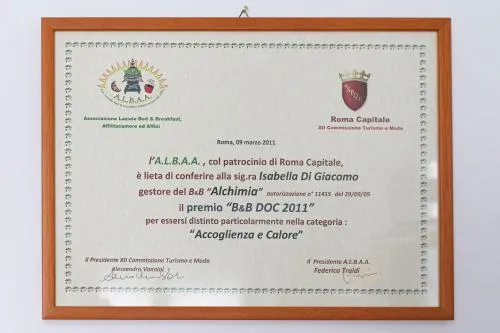 A.L.B.A.A.
Associazione Laziale Bed & Breakfast,
Affittacamere ed Affini
SPQR
Roma Capitale
XII Commissione Turismo e Moda
Roma, 09 marzo 2011
l'A.L.B.A.A. , col patrocinio di Roma Capitale,
è lieta di conferire alla sig.ra Isabella Di Giacomo
gestore del B&B "Alchimia" autorizzazione n° 11415 del 29/09/09
il premio "B&B DOC 2011"
per essersi distinto particolarmente nella categoria :
"Accoglienza e Calore"
Il Presidente XII Commissione Turismo e Moda
Alessandro Vannini
Il Presidente A.L.B.A.A.
Federico Traldi